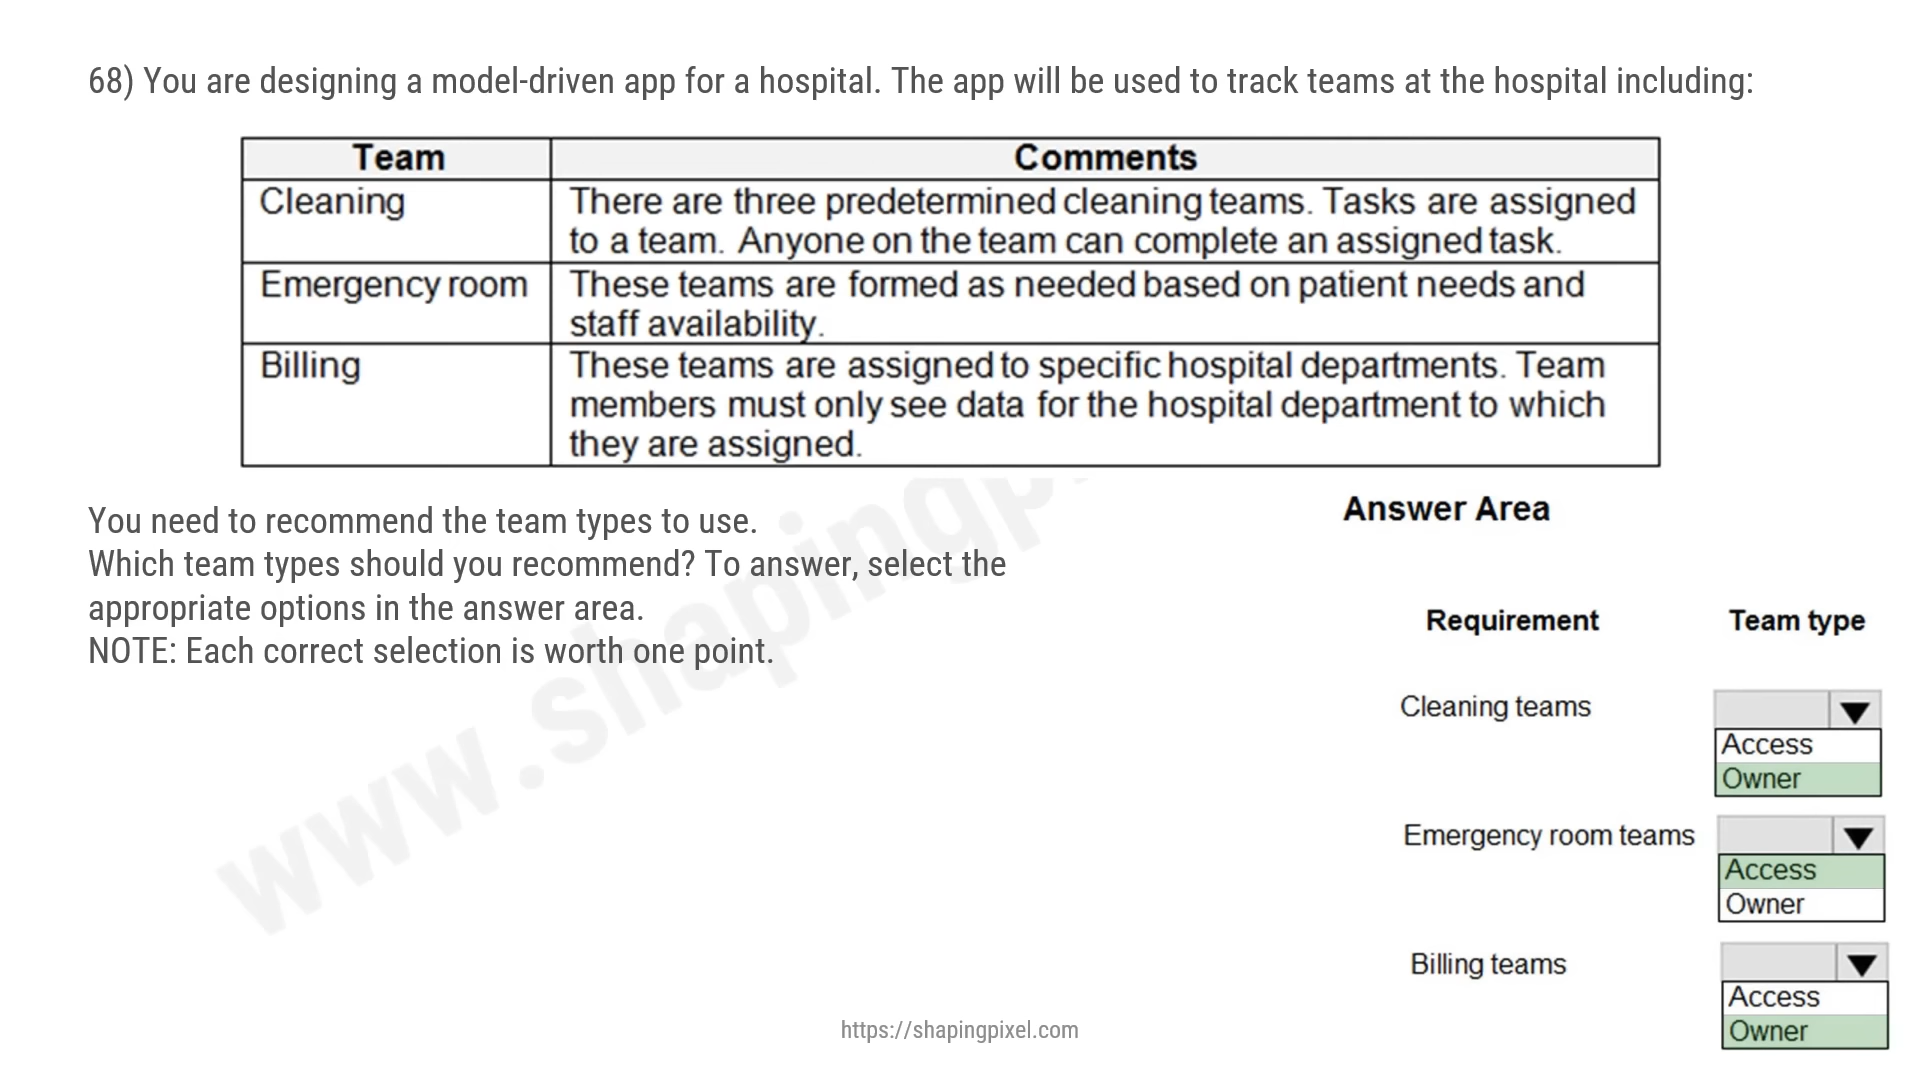 68) You are designing a model-driven app for a hospital. The app will be used to track teams at the hospital including:
Team Comments
Cleaning There are three predetermined cleaning teams. Tasks are assigned
to a team. Anyone on the team can complete an assigned task.
Emergency room These teams are formed as needed based on patient needs and
staff availability.
Billing These teams are assigned to specific hospital departments. Team
members must only see data for the hospital department to which
they are assigned.
You need to recommend the team types to use.
Which team types should you recommend? To answer, select the
appropriate options in the answer area.
NOTE: Each correct selection is worth one point.
Answer Area
Requirement Team type
Cleaning teams
Access
Owner
Emergency room teams
Access
Owner
Billing teams
Access
Owner
www.shapingp
https://shapingpixel.com